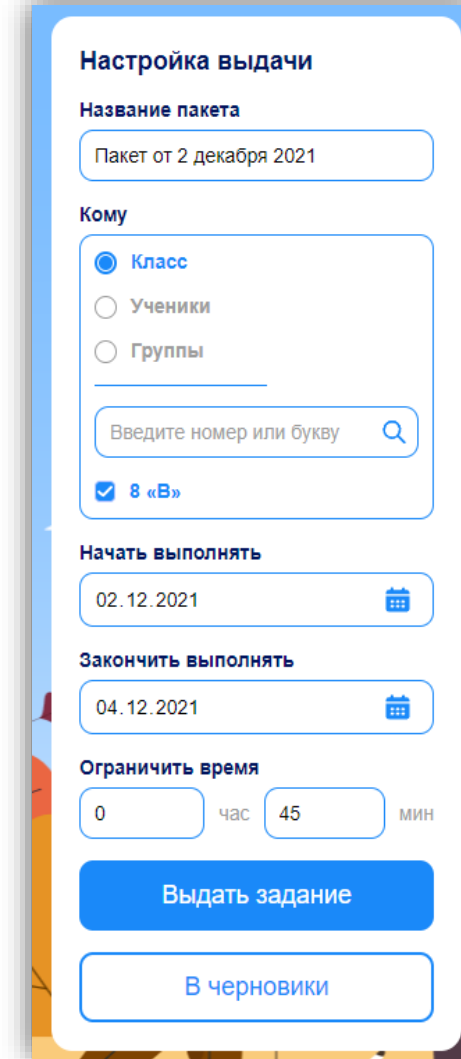 Настройка выдачи
Название пакета
Пакет от 2 декабря 2021
Кому
Класс
Ученики
Группы
Введите номер или букву
8 «В»
Начать выполнять
02.12.2021
Закончить выполнять
04.12.2021
Ограничить время
0 час 45 мин
Выдать задание
В черновики